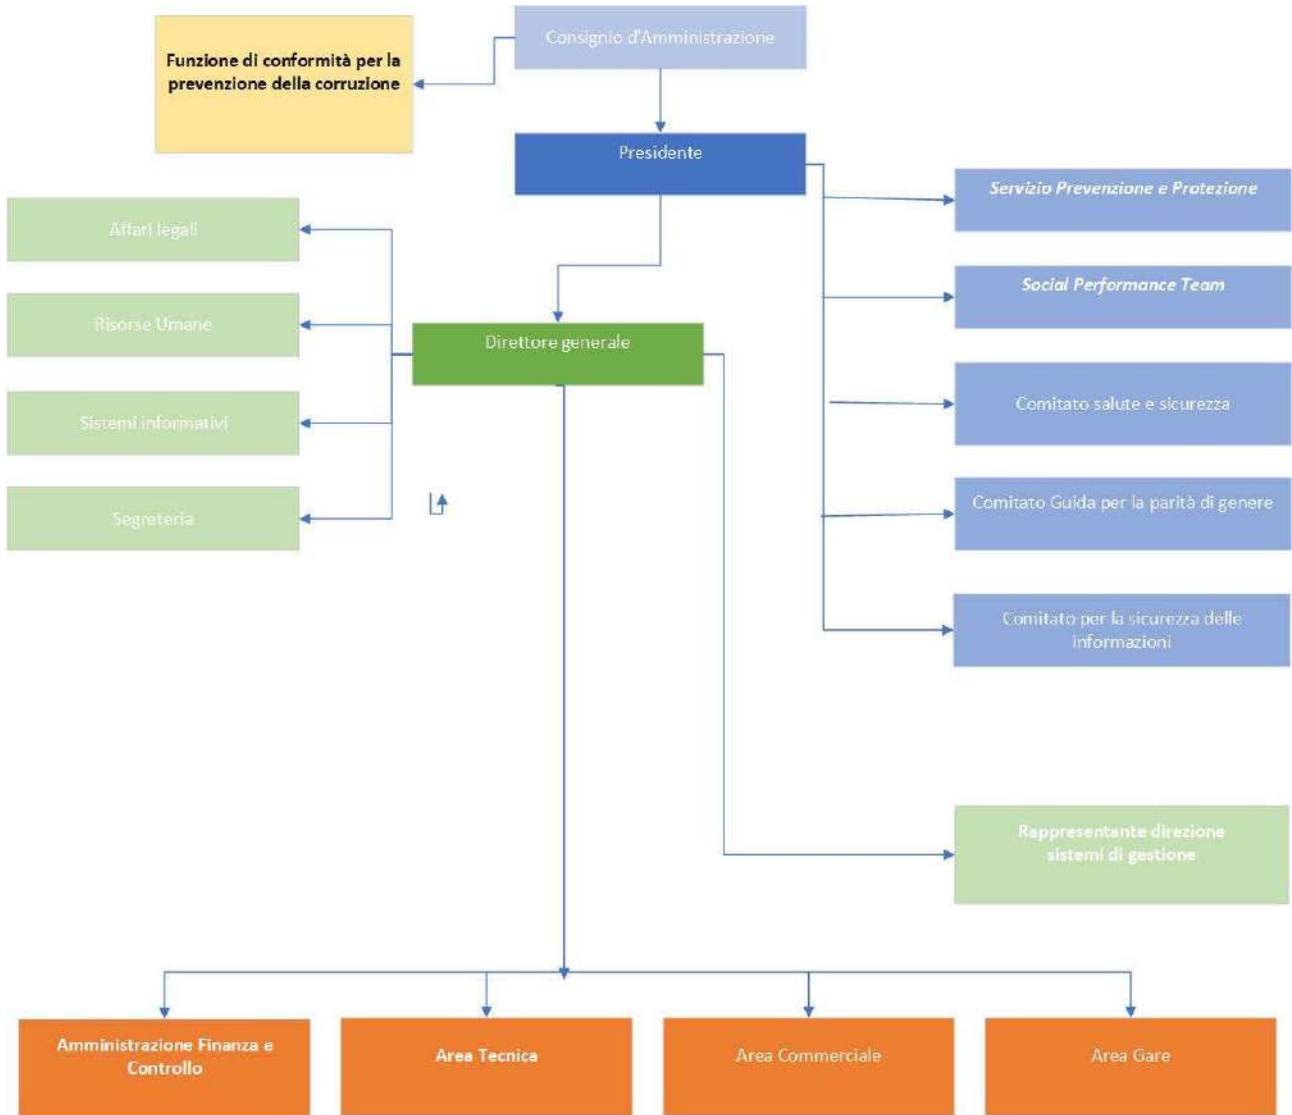 Consignio d'Amministrazione
Funzione di conformità per la
prevenzione della corruzione
Presidente
Servizio Prevenzione e Protezione
Affari legali
Social Performance Team
Risorse Umane
Direttore generale
Comitato salute e sicurezza
Sistemi informativi
Comitato Guida per la parità di genere
Segreteria
Comitato per la sicurezza delle
informazioni
Rappresentante direzione
sistemi di gestione
Amministrazione Finanza e
Controllo
Area Tecnica
Area Commerciale
Area Gare